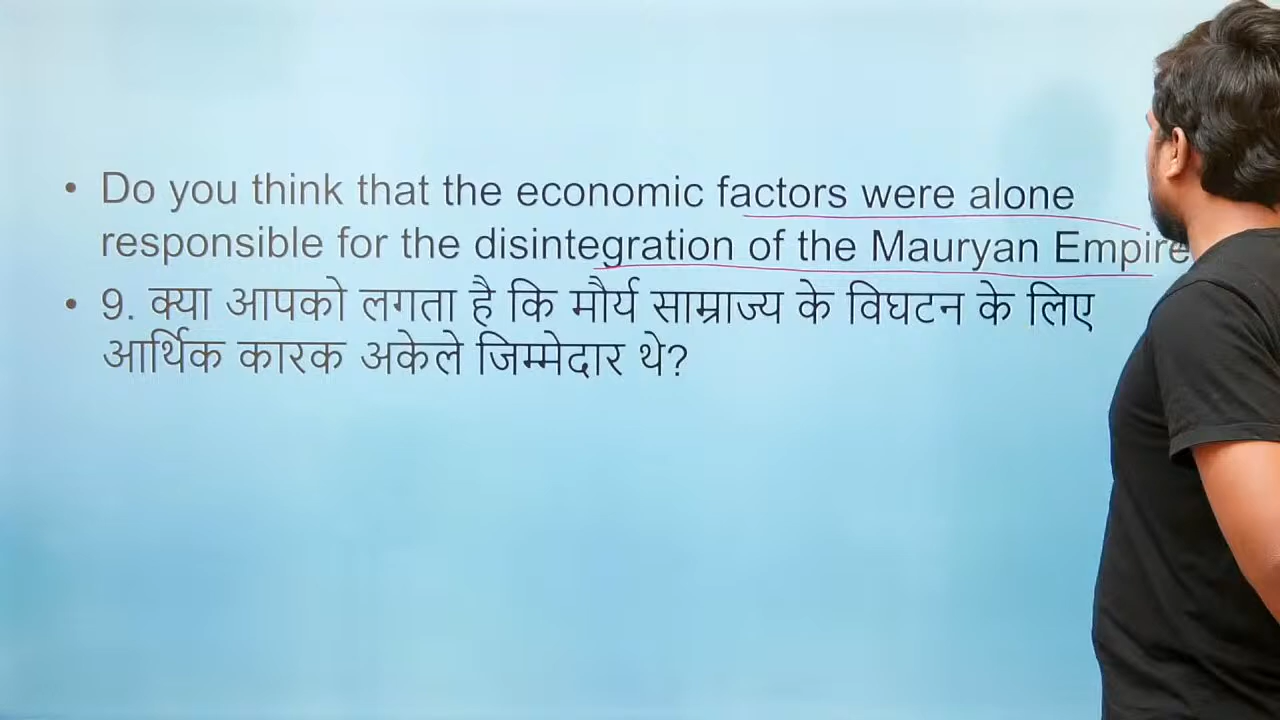 • Do you think that the economic factors were alone
responsible for the disintegration of the Mauryan Empire
• 9. क्या आपको लगता है कि मौर्य साम्राज्य के विघटन के लिए
आर्थिक कारक अकेले जिम्मेदार थे?